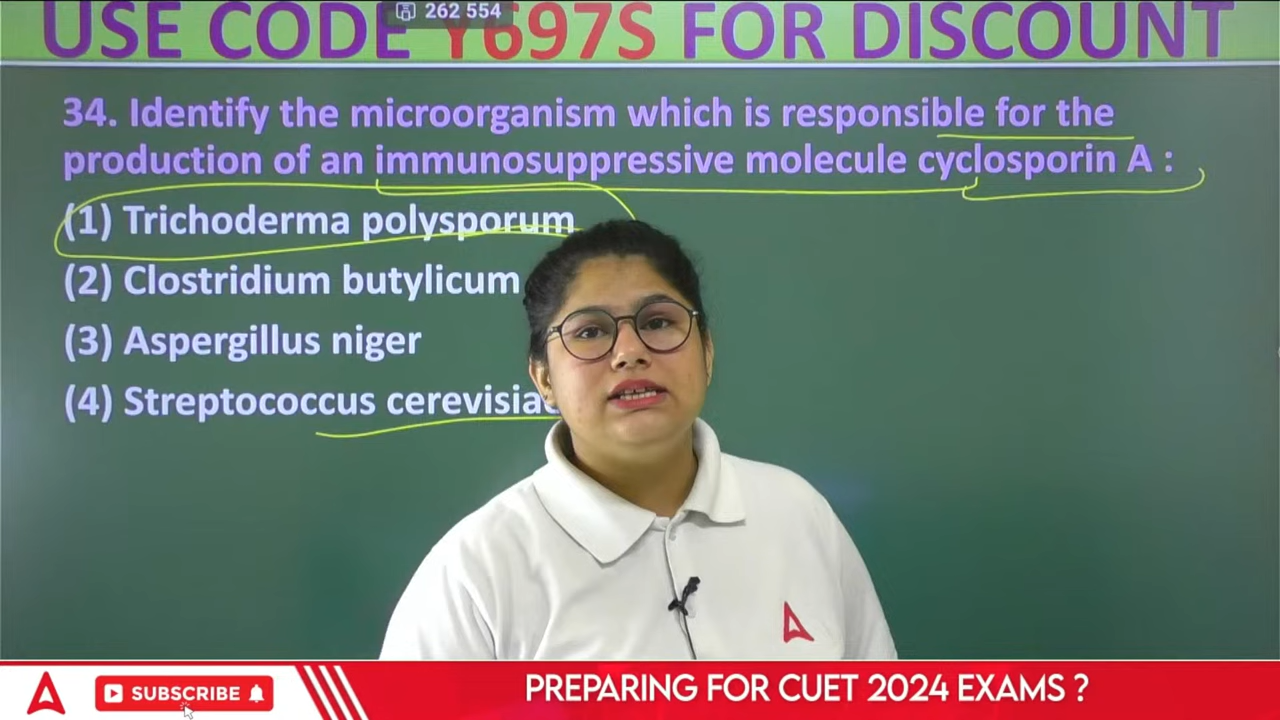 USE CODE Y697S FOR DISCOUNT
262 554
34. Identify the microorganism which is responsible for the
production of an immunosuppressive molecule cyclosporin A :
(1) Trichoderma polysporum
(2) Clostridium butylicum
(3) Aspergillus niger
(4) Streptococcus cerevisiae
SUBSCRIBE
PREPARING FOR CUET 2024 EXAMS ?